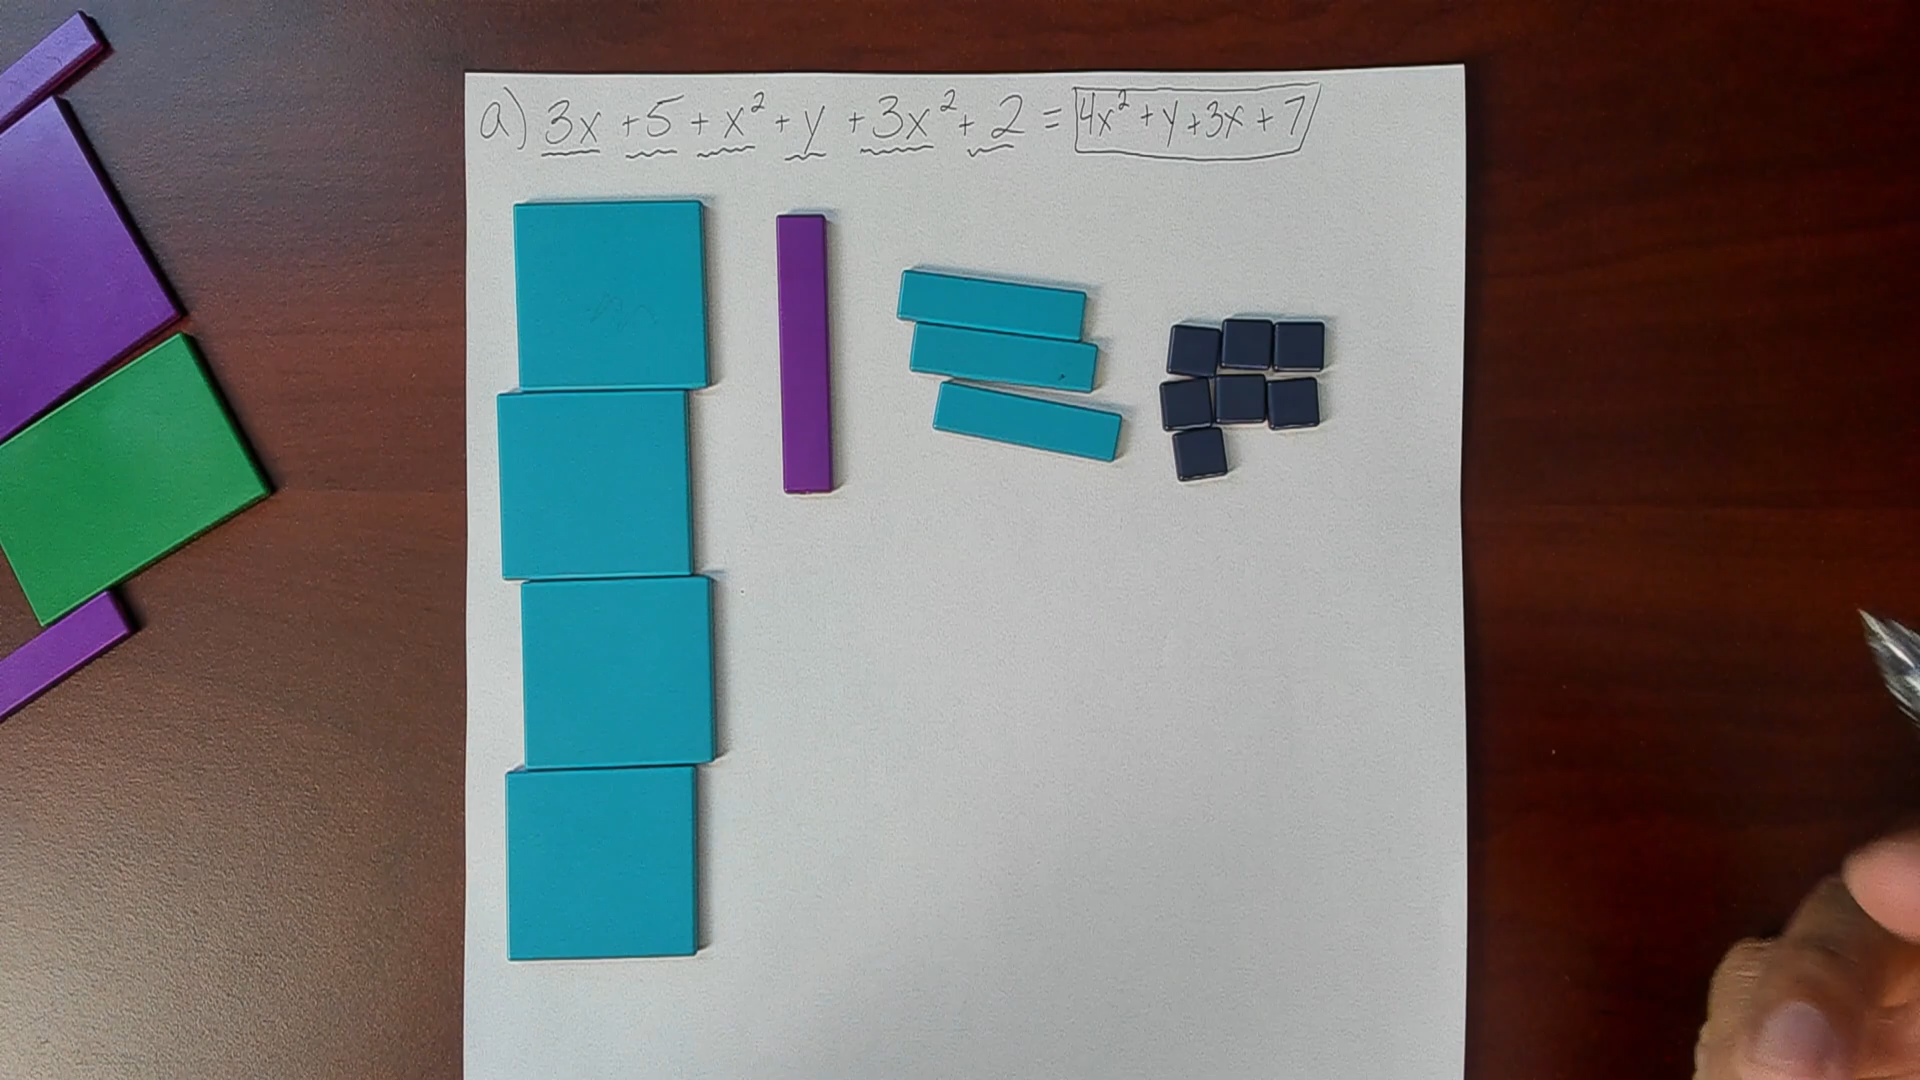 a) 3x + 5 + x² + y + 3x² + 2 = 4x² + y + 3x + 7